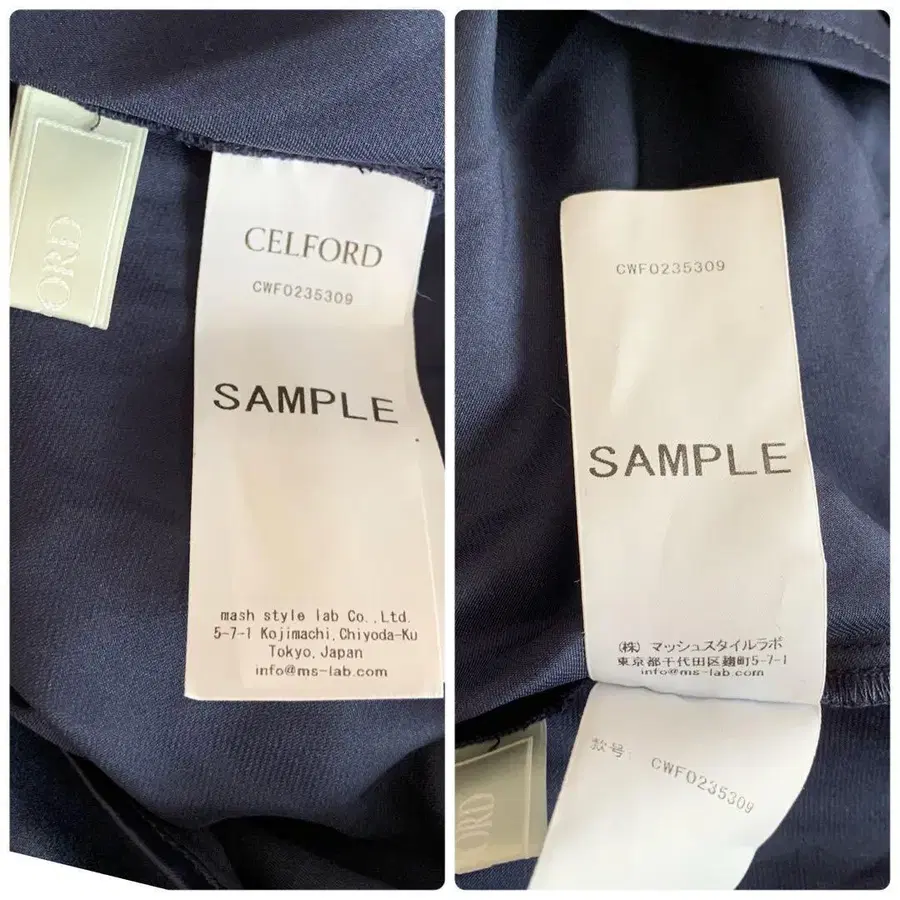 ORD
CELFORD
CWF0235309
SAMPLE
mash style lab Co.,Ltd.
5-7-1 Kojimachi,Chiyoda-Ku
Tokyo,Japan
info@ms-lab.com
CWF0235309
SAMPLE
(株) マッシュスタイルラボ
東京都千代田区麹町5-7-1
info@ms-lab.com
款号: CWF0235309
ORD